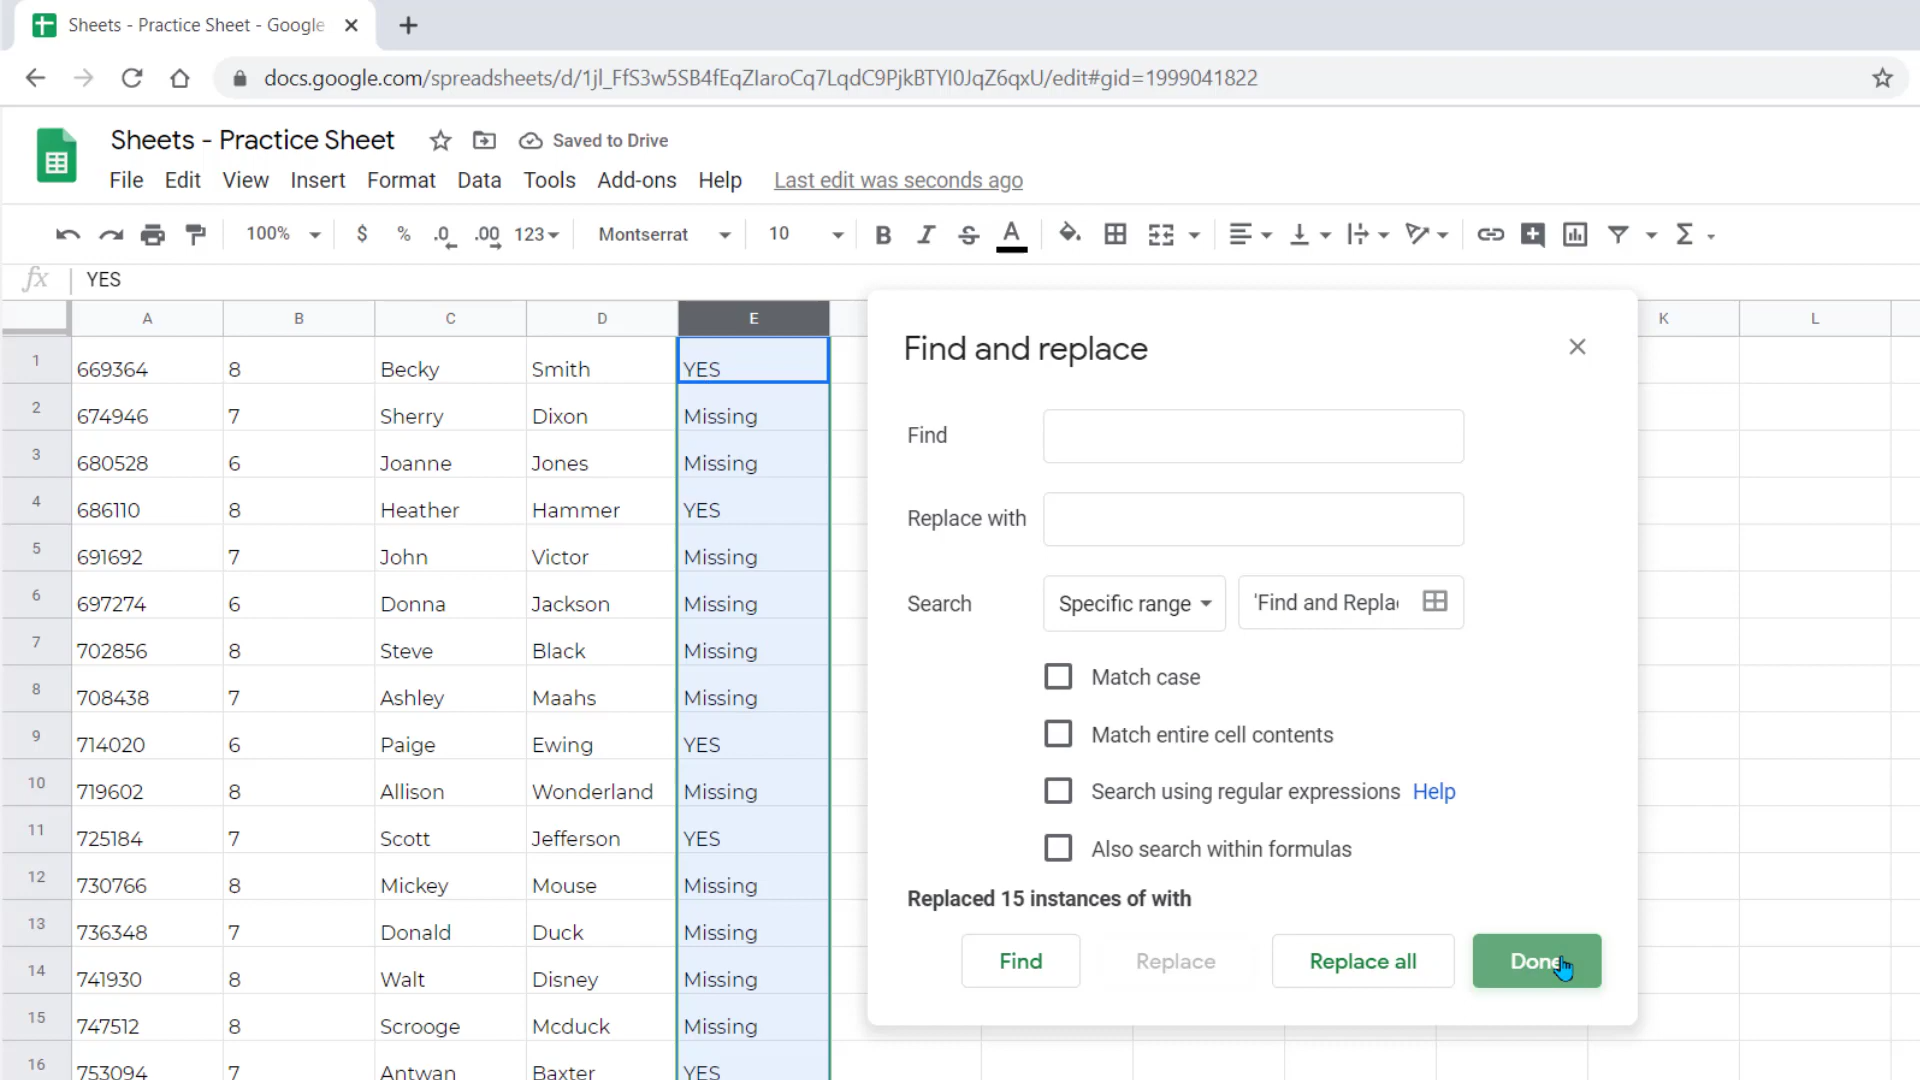 Sheets - Practice Sheet - Google
docs.google.com/spreadsheets/d/1jl_FfS3w5SB4fEqZIaroCq7LqdC9PjkBTYI0JqZ6qxU/edit#gid=1999041822
Sheets - Practice Sheet
Saved to Drive
File Edit View Insert Format Data Tools Add-ons Help Last edit was seconds ago
100% $ % .0 .00 123 Montserrat 10 B I S A Σ
fx YES
A B C D E K L
1 669364 8 Becky Smith YES
2 674946 7 Sherry Dixon Missing
3 680528 6 Joanne Jones Missing
4 686110 8 Heather Hammer YES
5 691692 7 John Victor Missing
6 697274 6 Donna Jackson Missing
7 702856 8 Steve Black Missing
8 708438 7 Ashley Maahs Missing
9 714020 6 Paige Ewing YES
10 719602 8 Allison Wonderland Missing
11 725184 7 Scott Jefferson YES
12 730766 8 Mickey Mouse Missing
13 736348 7 Donald Duck Missing
14 741930 8 Walt Disney Missing
15 747512 8 Scrooge Mcduck Missing
16 753094 7 Antwan Baxter YES
Find and replace
Find
Replace with
Search Specific range 'Find and Replac
Match case
Match entire cell contents
Search using regular expressions Help
Also search within formulas
Replaced 15 instances of with
Find Replace Replace all Done